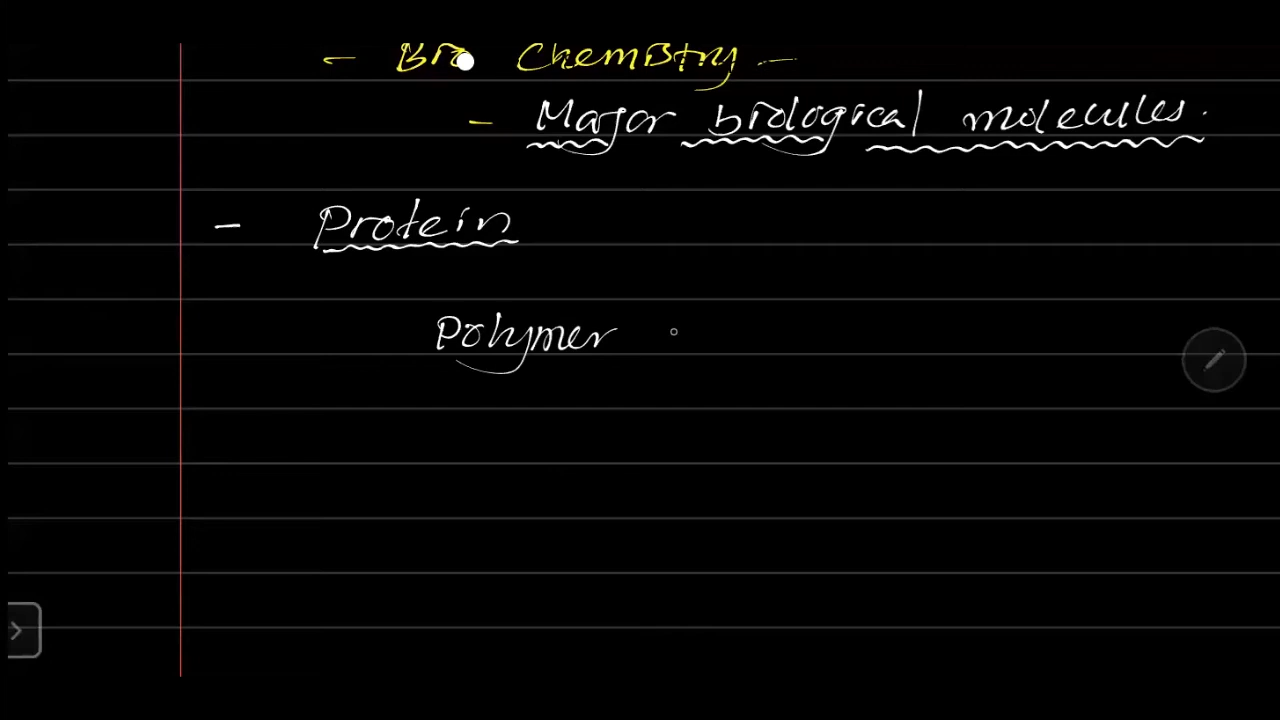 - Bio Chemistry -
- Major biological molecules.
- Protein
Polymer